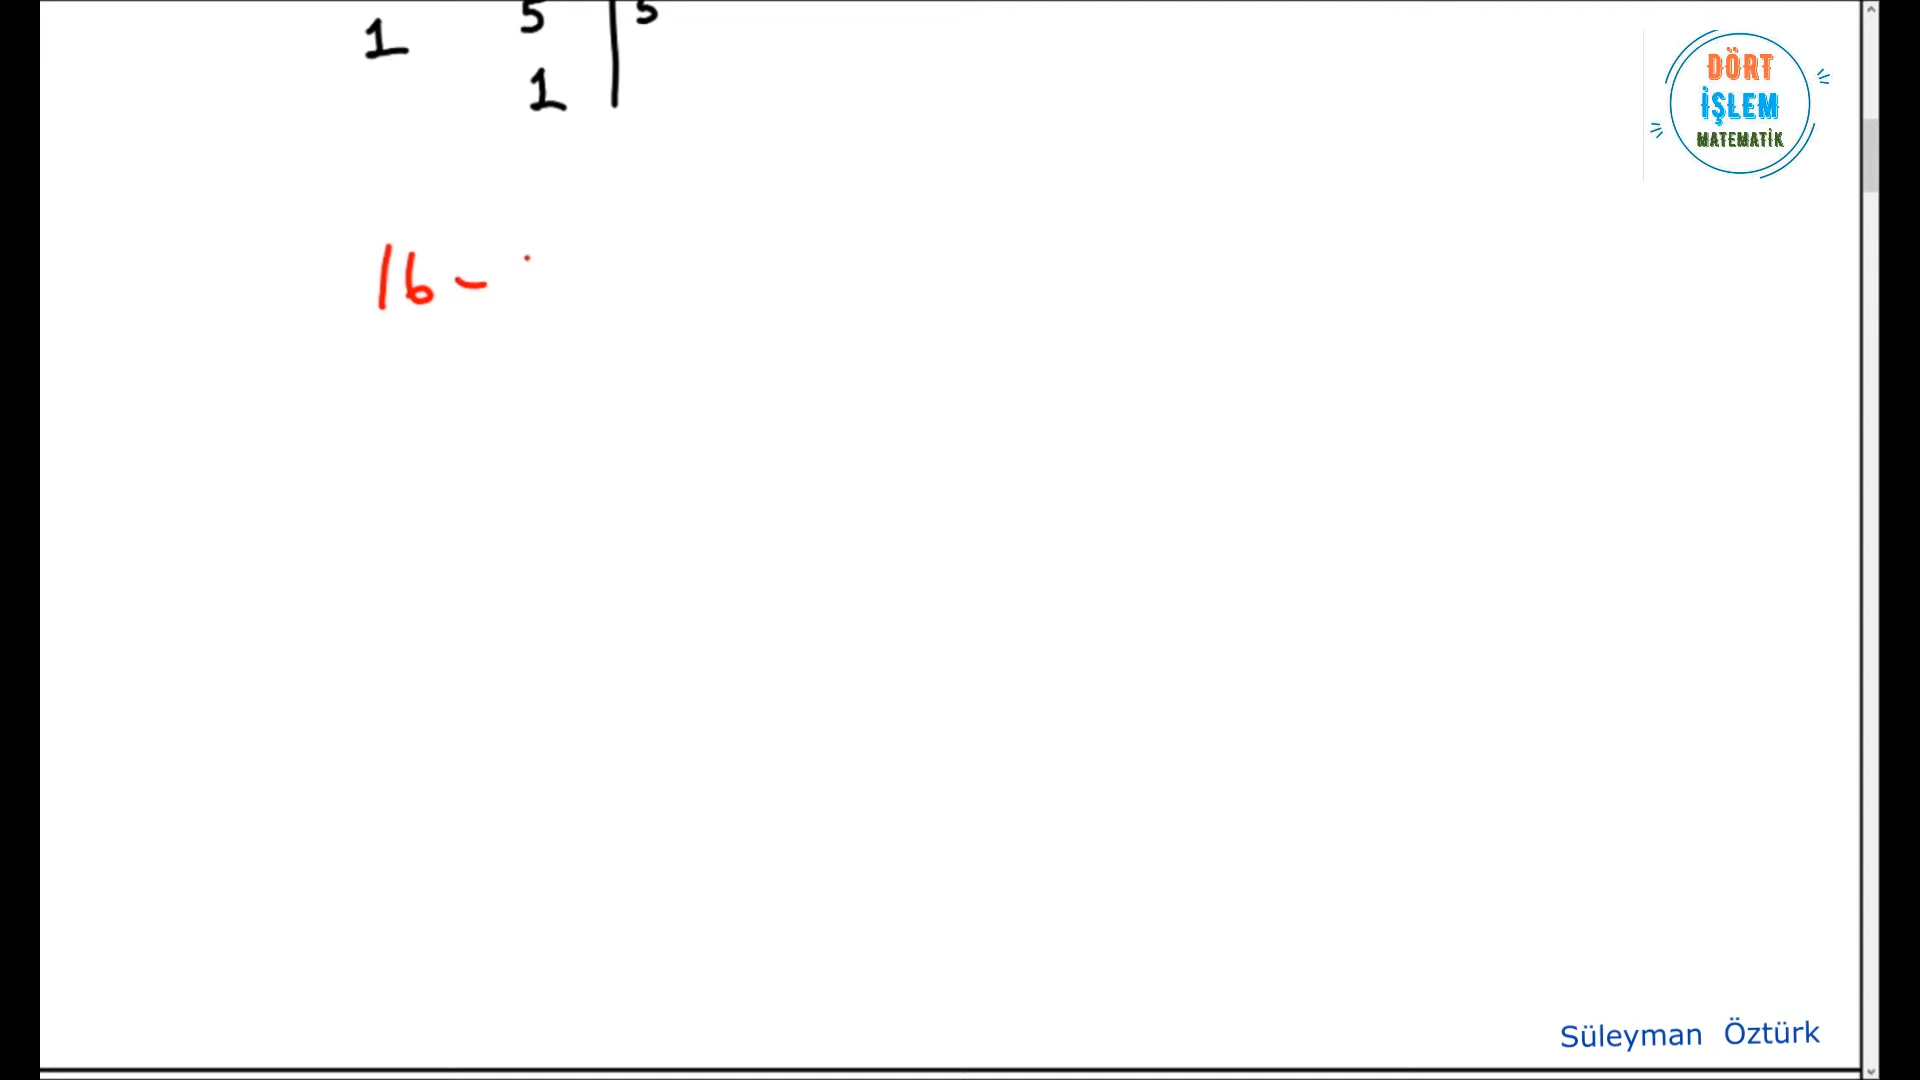 5 5
1
1
16 -
DÖRT
İŞLEM
MATEMATİK
Süleyman Öztürk